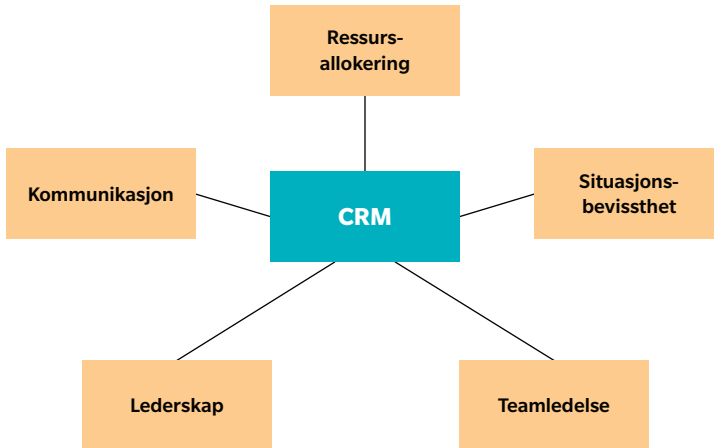 Ressurs-
allokering
Kommunikasjon
CRM
Situasjons-
bevissthet
Lederskap
Teamledelse